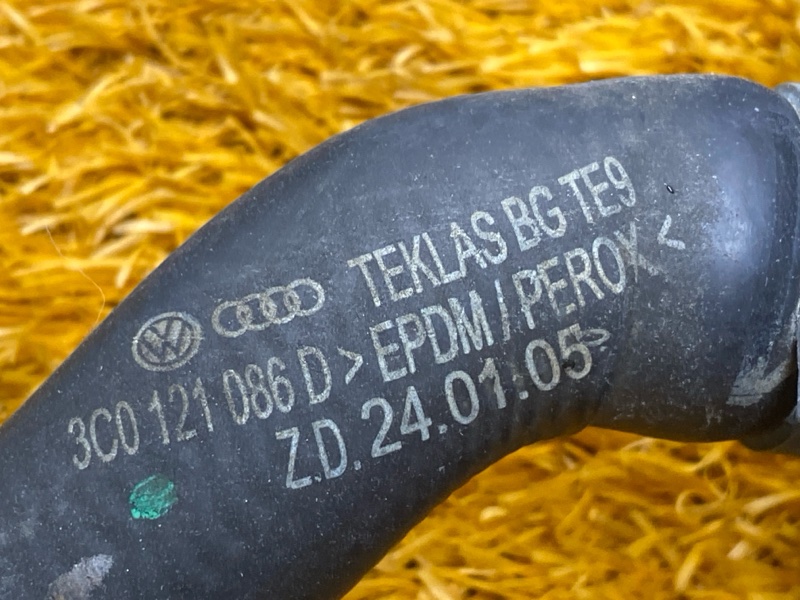 TEKLAS BG TE9
3C0 121 086 D > EPDM / PEROX <
Z.D. 24.01.05